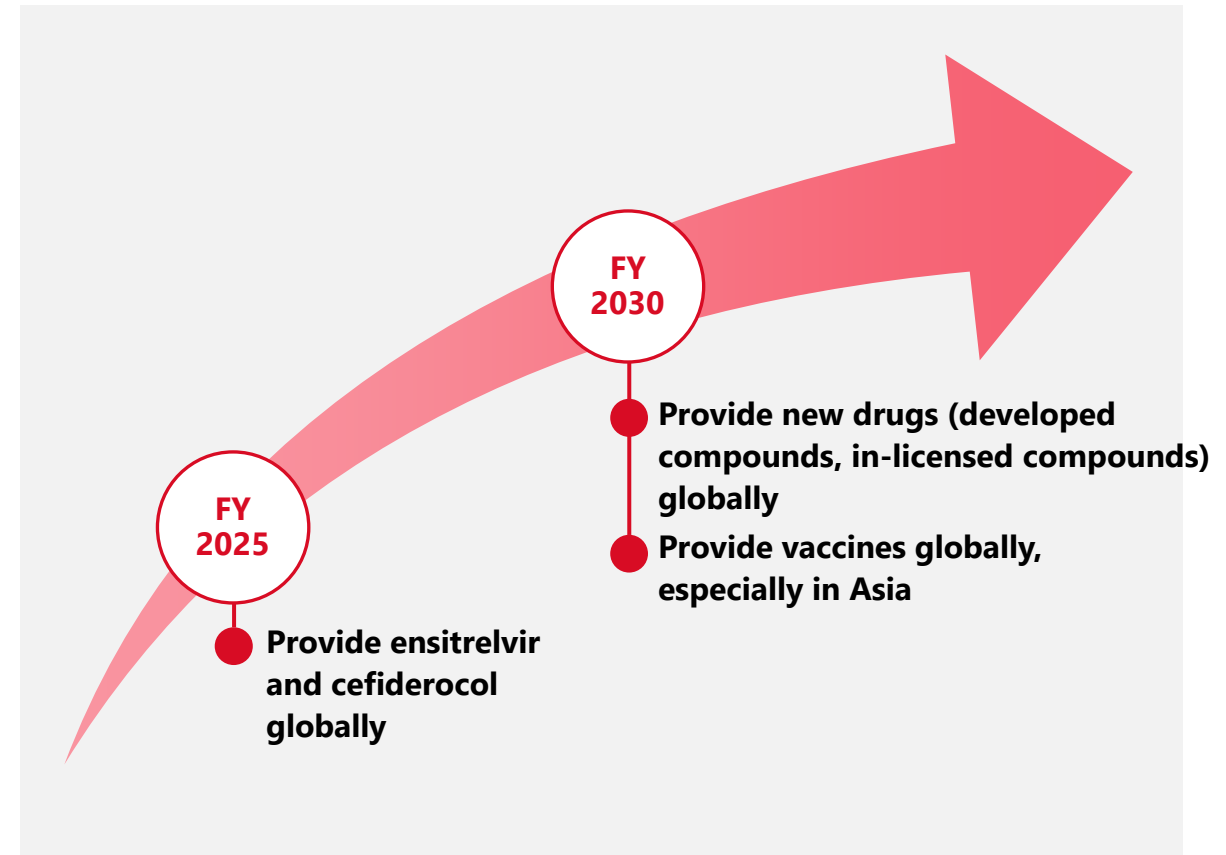 FY
2030
Provide new drugs (developed
compounds, in-licensed compounds)
globally
Provide vaccines globally,
especially in Asia
FY
2025
Provide ensitrelvir
and cefiderocol
globally